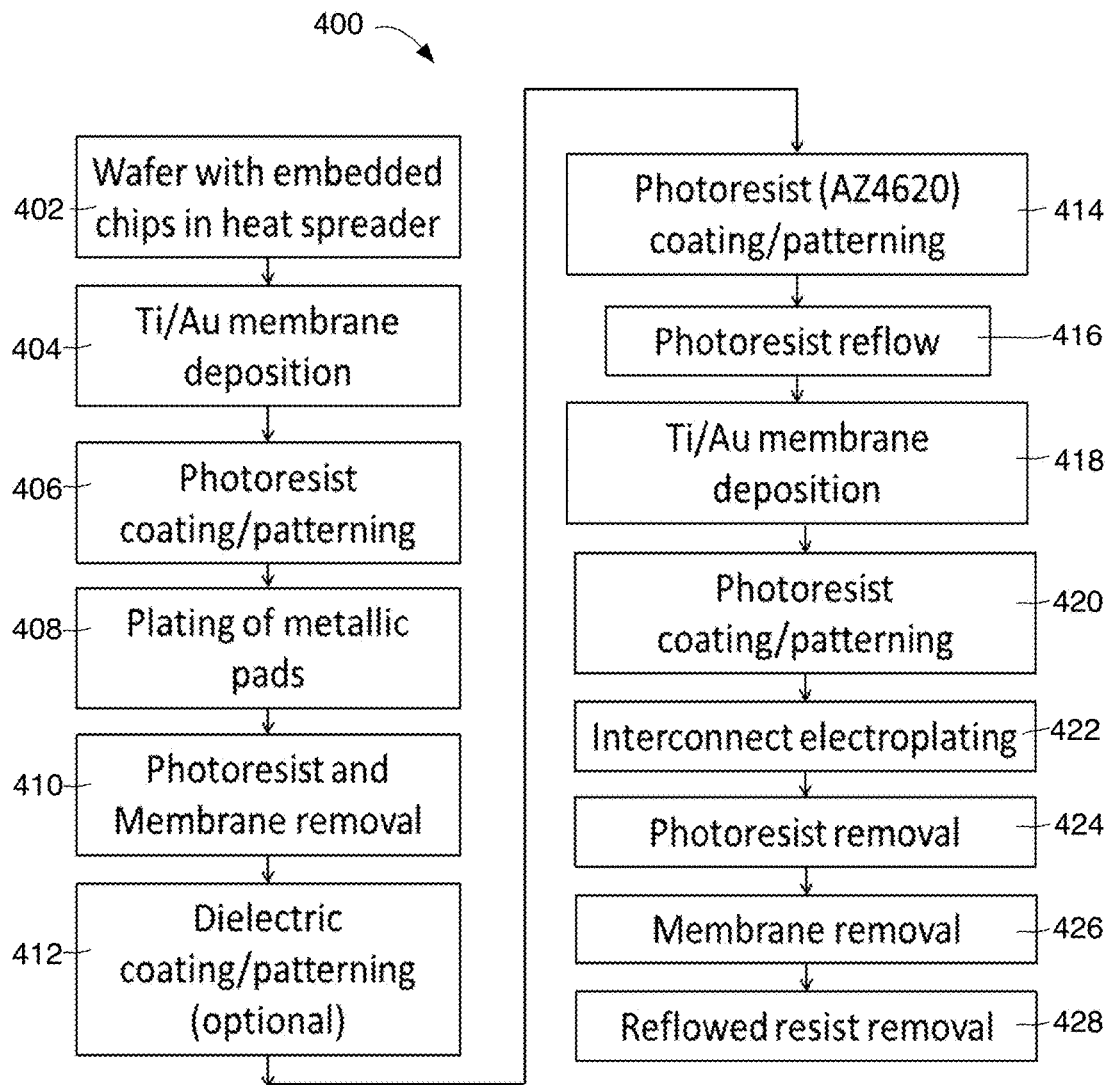 400
402
Wafer with embedded
chips in heat spreader
404
Ti/Au membrane
deposition
406
Photoresist
coating/patterning
408
Plating of metallic
pads
410
Photoresist and
Membrane removal
412
Dielectric
coating/patterning
(optional)
Photoresist (AZ4620)
coating/patterning
414
Photoresist reflow
416
Ti/Au membrane
deposition
418
Photoresist
coating/patterning
420
Interconnect electroplating
422
Photoresist removal
424
Membrane removal
426
Reflowed resist removal
428